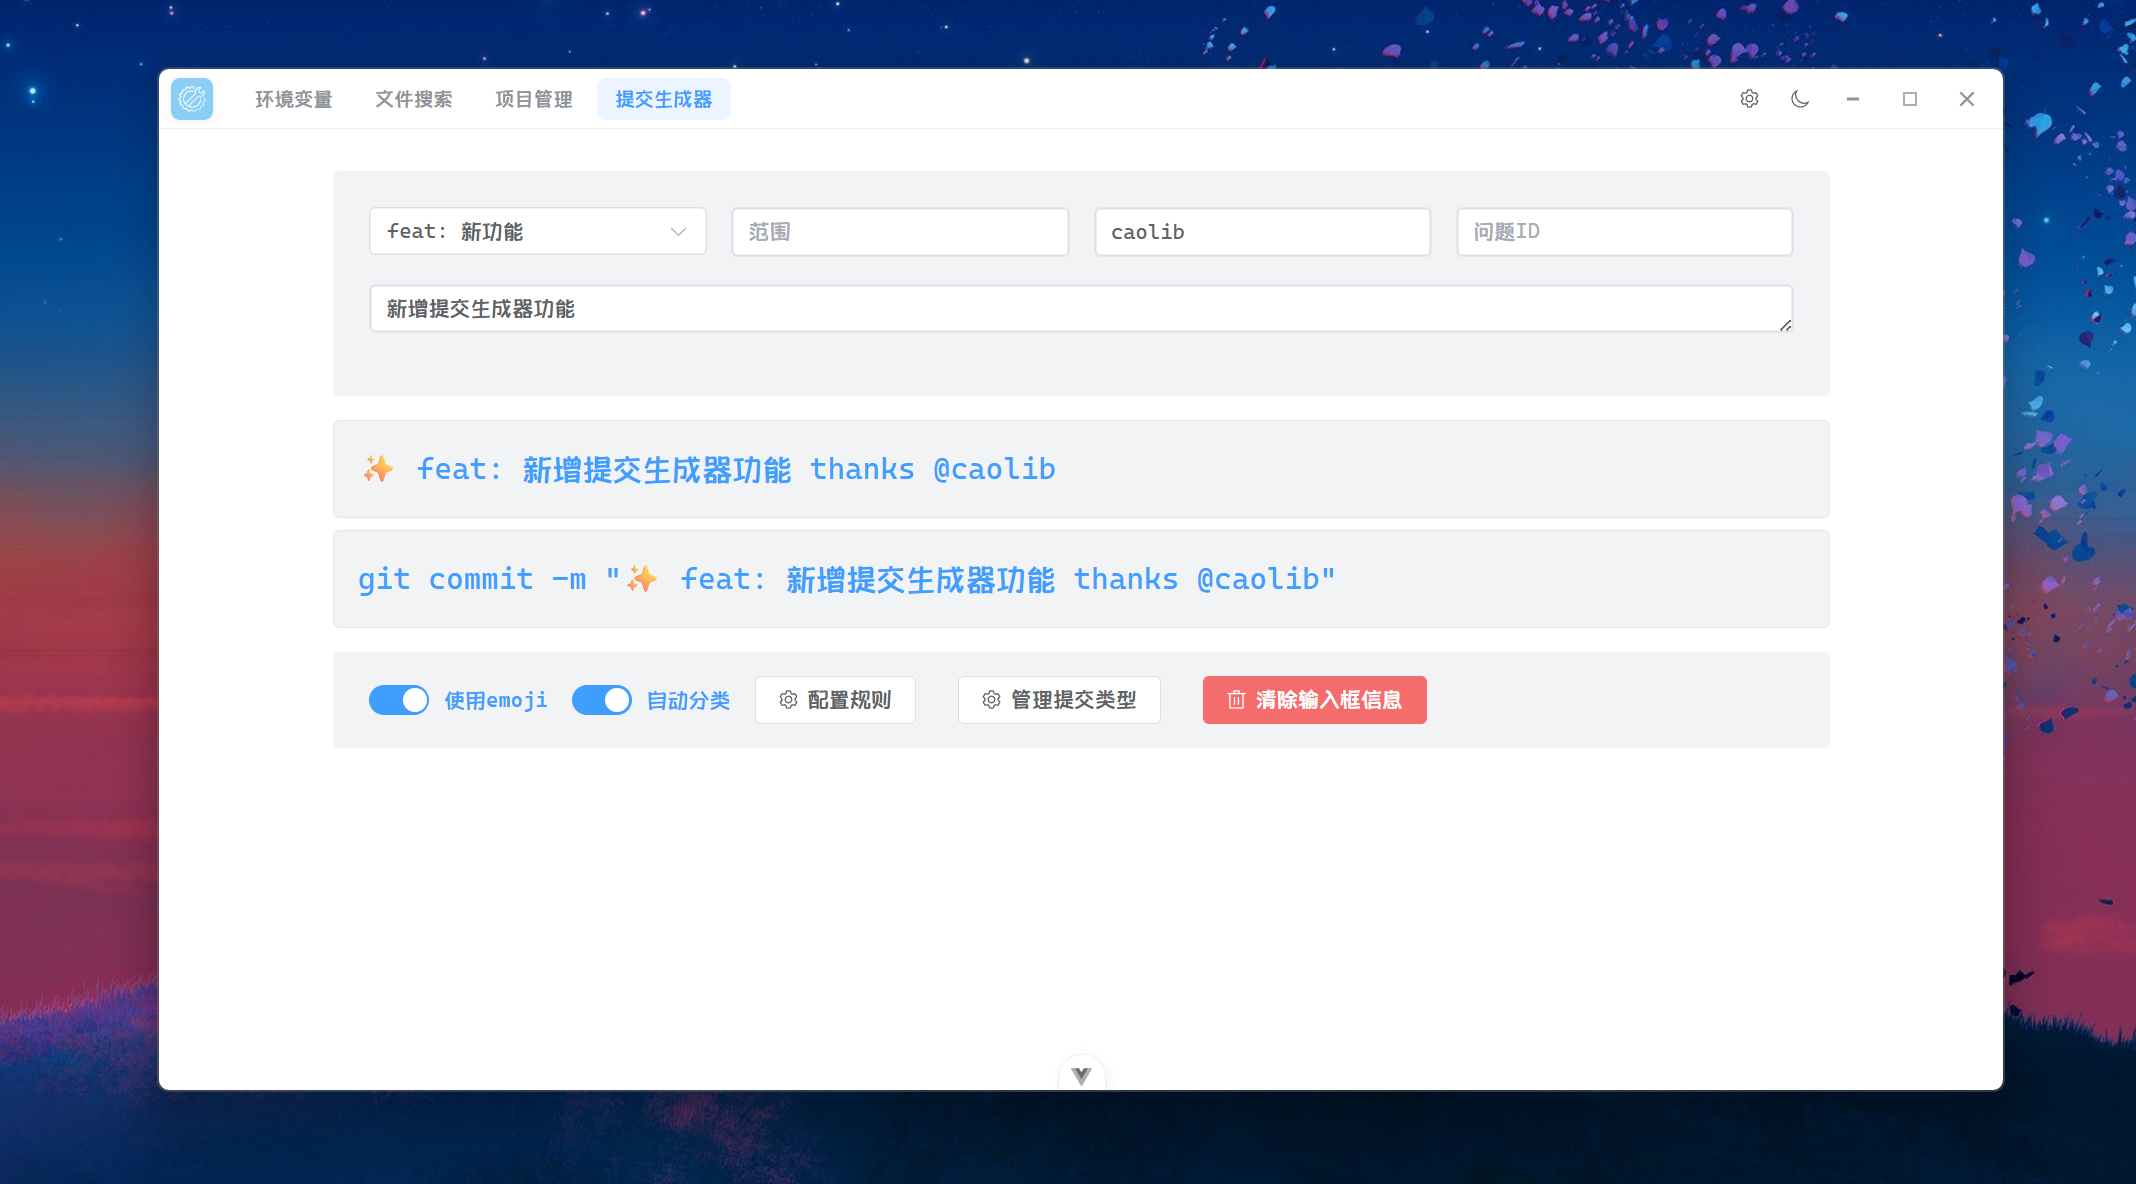 环境变量 文件搜索 项目管理 提交生成器
feat: 新功能 范围 caolib 问题ID
新增提交生成器功能
✨ feat: 新增提交生成器功能 thanks @caolib
git commit -m "✨ feat: 新增提交生成器功能 thanks @caolib"
使用emoji 自动分类 配置规则 管理提交类型 清除输入框信息